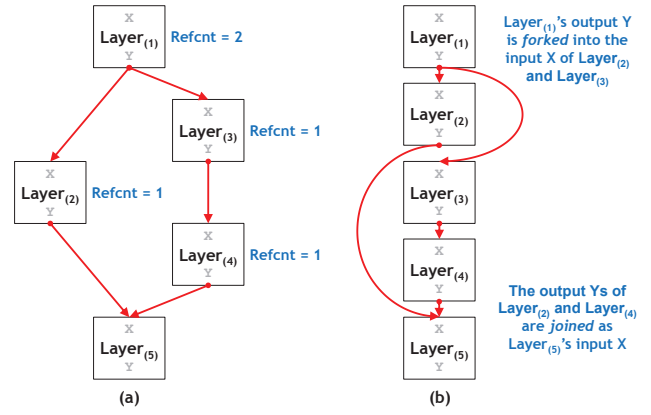 X
Layer(1)
Y
Refcnt = 2
X
Layer(3)
Y
Refcnt = 1
X
Layer(2)
Y
Refcnt = 1
X
Layer(4)
Y
Refcnt = 1
X
Layer(5)
Y
(a)
X
Layer(1)
Y
Layer(1)'s output Y
is forked into the
input X of Layer(2)
and Layer(3)
X
Layer(2)
Y
X
Layer(3)
Y
X
Layer(4)
Y
The output Ys of
Layer(2) and Layer(4)
are joined as
Layer(5)'s input X
X
Layer(5)
Y
(b)